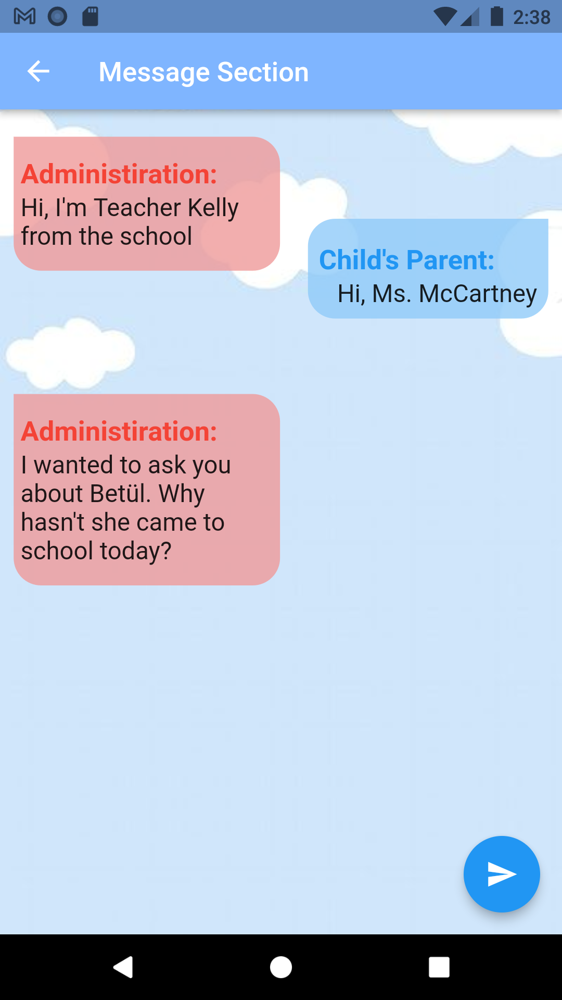 2:38
Message Section
Administiration:
Hi, I'm Teacher Kelly
from the school
Child's Parent:
Hi, Ms. McCartney
Administiration:
I wanted to ask you
about Betül. Why
hasn't she came to
school today?